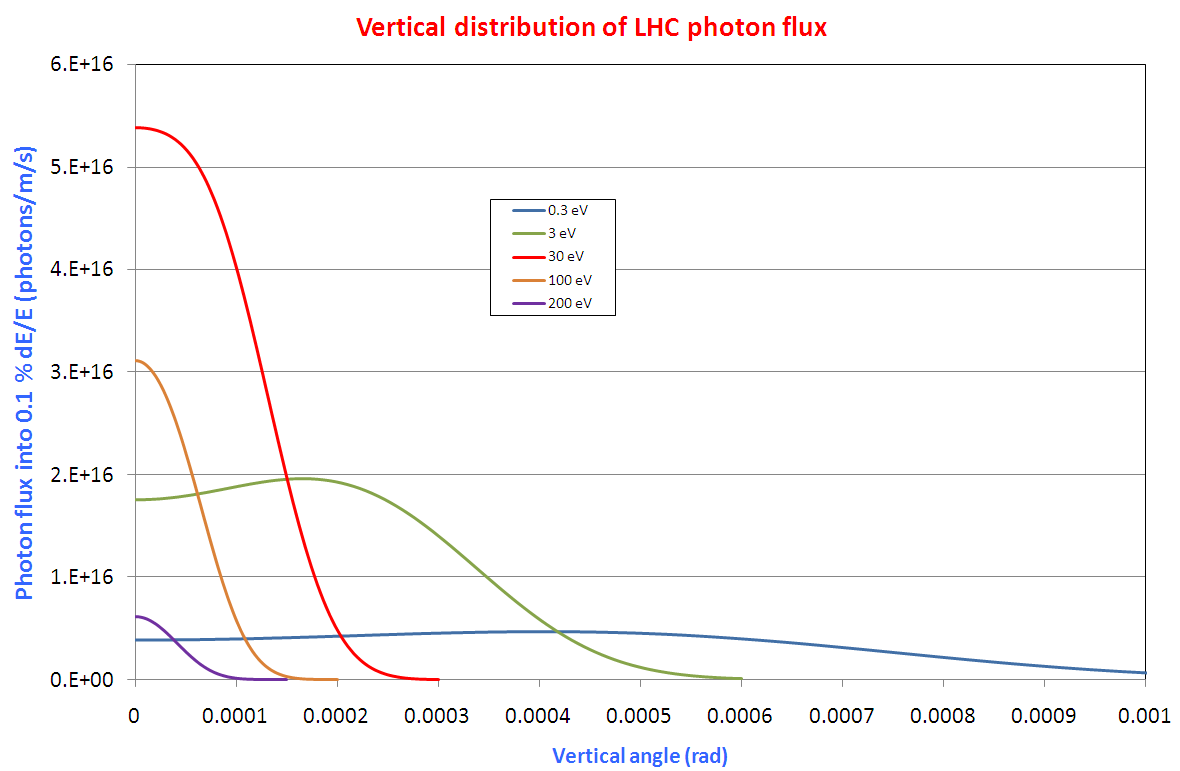 Vertical distribution of LHC photon flux
Photon flux into 0.1 % dE/E (photons/m/s)
6.E+16
5.E+16
4.E+16
3.E+16
2.E+16
1.E+16
0.E+00
0.3 eV
3 eV
30 eV
100 eV
200 eV
0 0.0001 0.0002 0.0003 0.0004 0.0005 0.0006 0.0007 0.0008 0.0009 0.001
Vertical angle (rad)